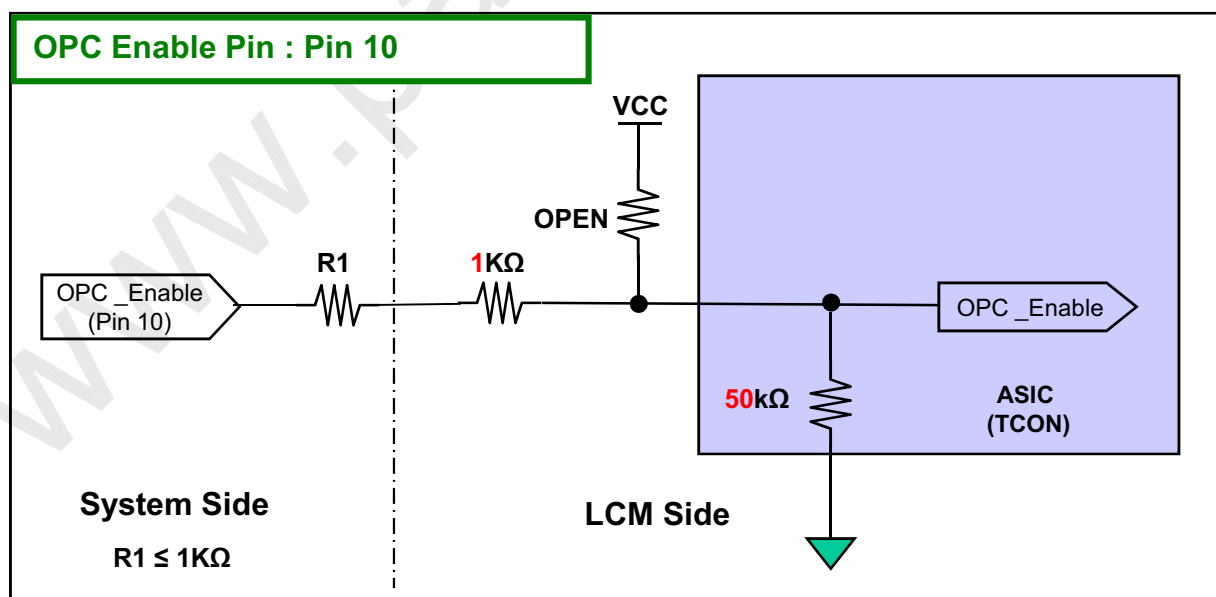 OPC Enable Pin : Pin 10
VCC
OPEN
R1
1KΩ
OPC _Enable
(Pin 10)
OPC _Enable
50kΩ
ASIC
(TCON)
System Side
LCM Side
R1 ≤ 1KΩ
www.p